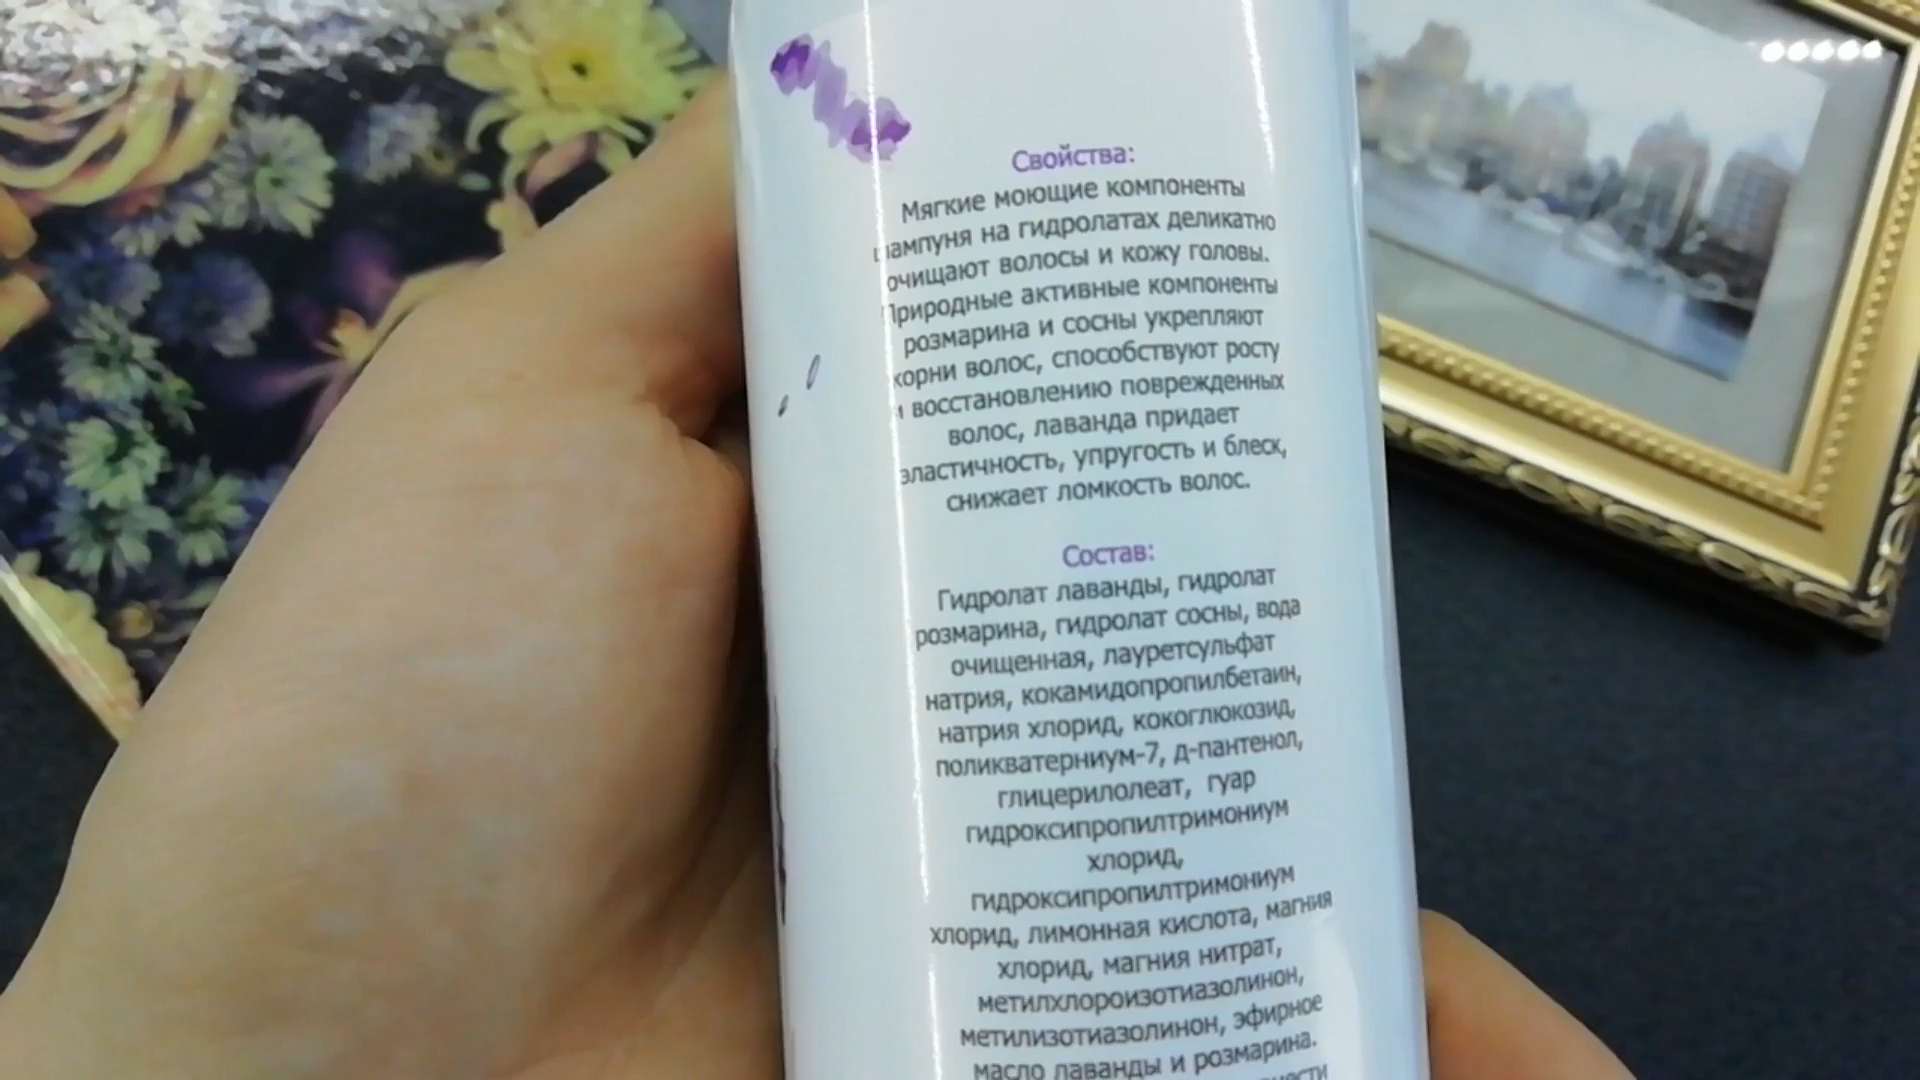 Свойства:
Мягкие моющие компоненты
шампуня на гидролатах деликатно
очищают волосы и кожу головы.
Природные активные компоненты
розмарина и сосны укрепляют
корни волос, способствуют росту
и восстановлению поврежденных
волос, лаванда придает
эластичность, упругость и блеск,
снижает ломкость волос.
Состав:
Гидролат лаванды, гидролат
розмарина, гидролат сосны, вода
очищенная, лауретсульфат
натрия, кокамидопропилбетаин,
натрия хлорид, кокоглюкозид,
поликватерниум-7, д-пантенол,
глицерилолеат, гуар
гидроксипропилтримониум
хлорид,
гидроксипропилтримониум
хлорид, лимонная кислота, магния
хлорид, магния нитрат,
метилхлороизотиазолинон,
метилизотиазолинон, эфирное
масло лаванды и розмарина.